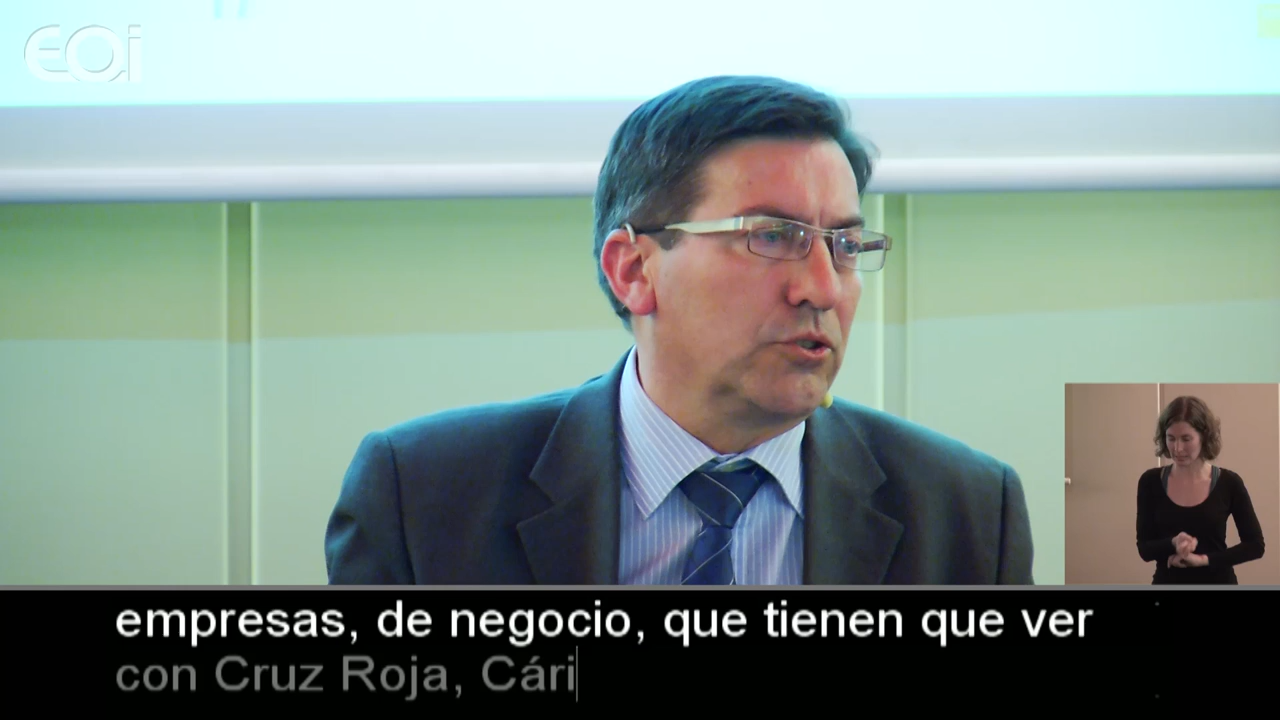 eoi
empresas, de negocio, que tienen que ver
con Cruz Roja, Cári